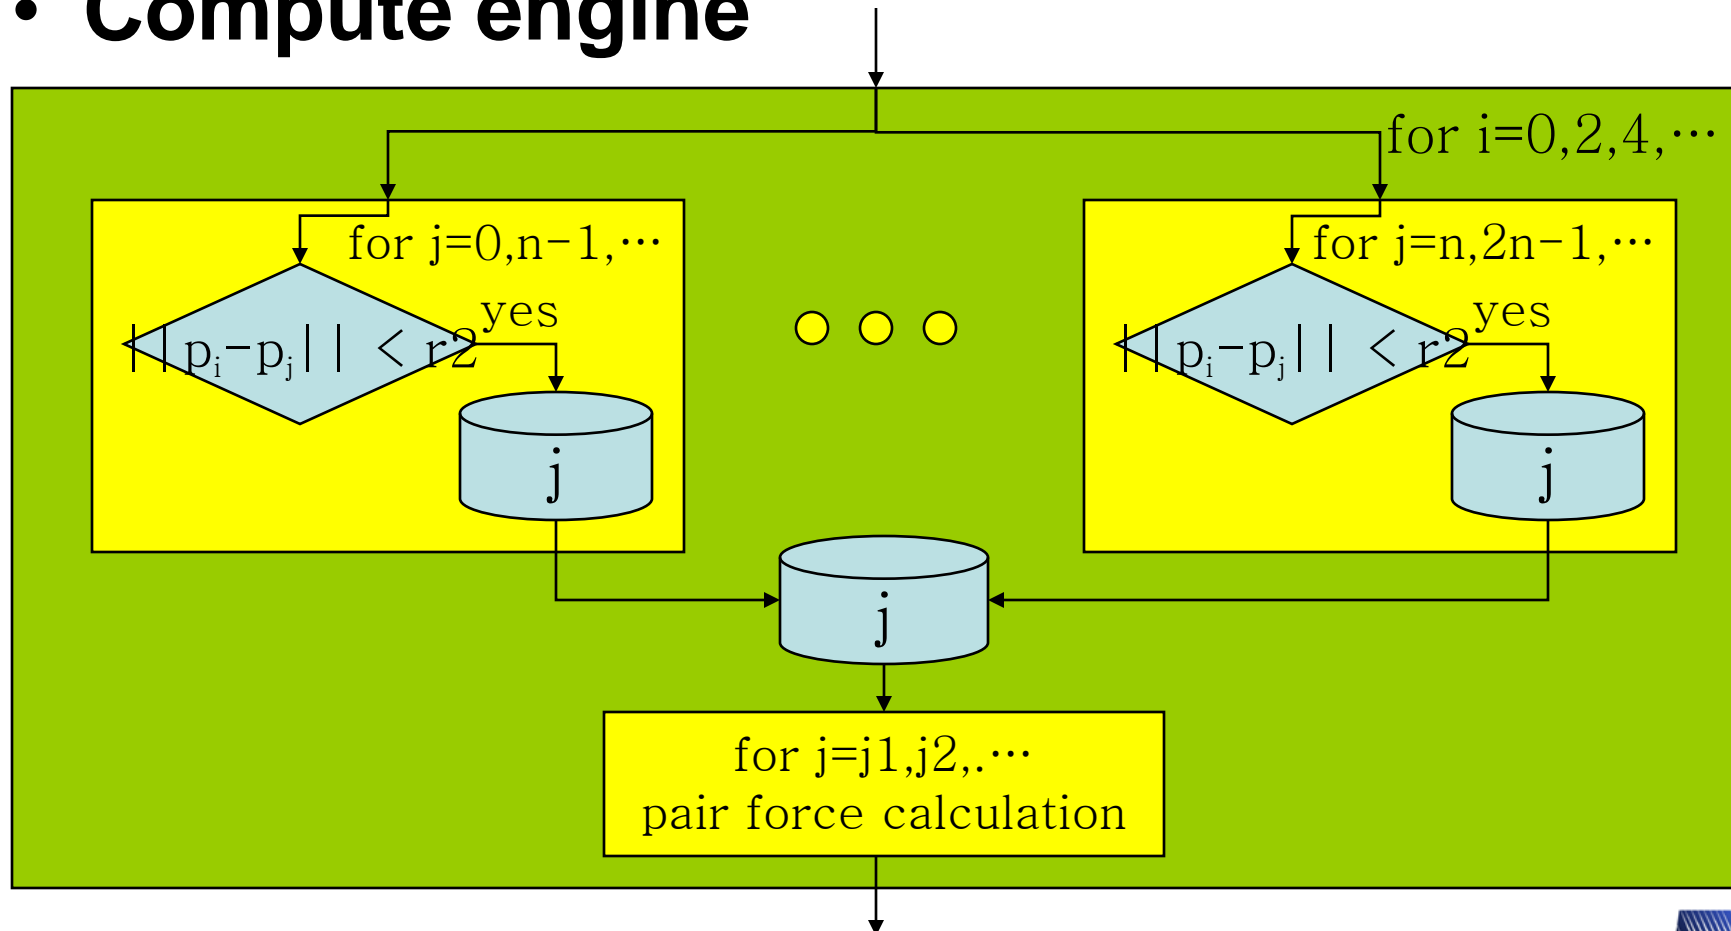 • Compute engine
for i=0,2,4,…
for j=0,n-1,…
yes
||pᵢ-pⱼ|| < r2
j
for j=n,2n-1,…
yes
||pᵢ-pⱼ|| < r2
j
j
for j=j1,j2,.…
pair force calculation